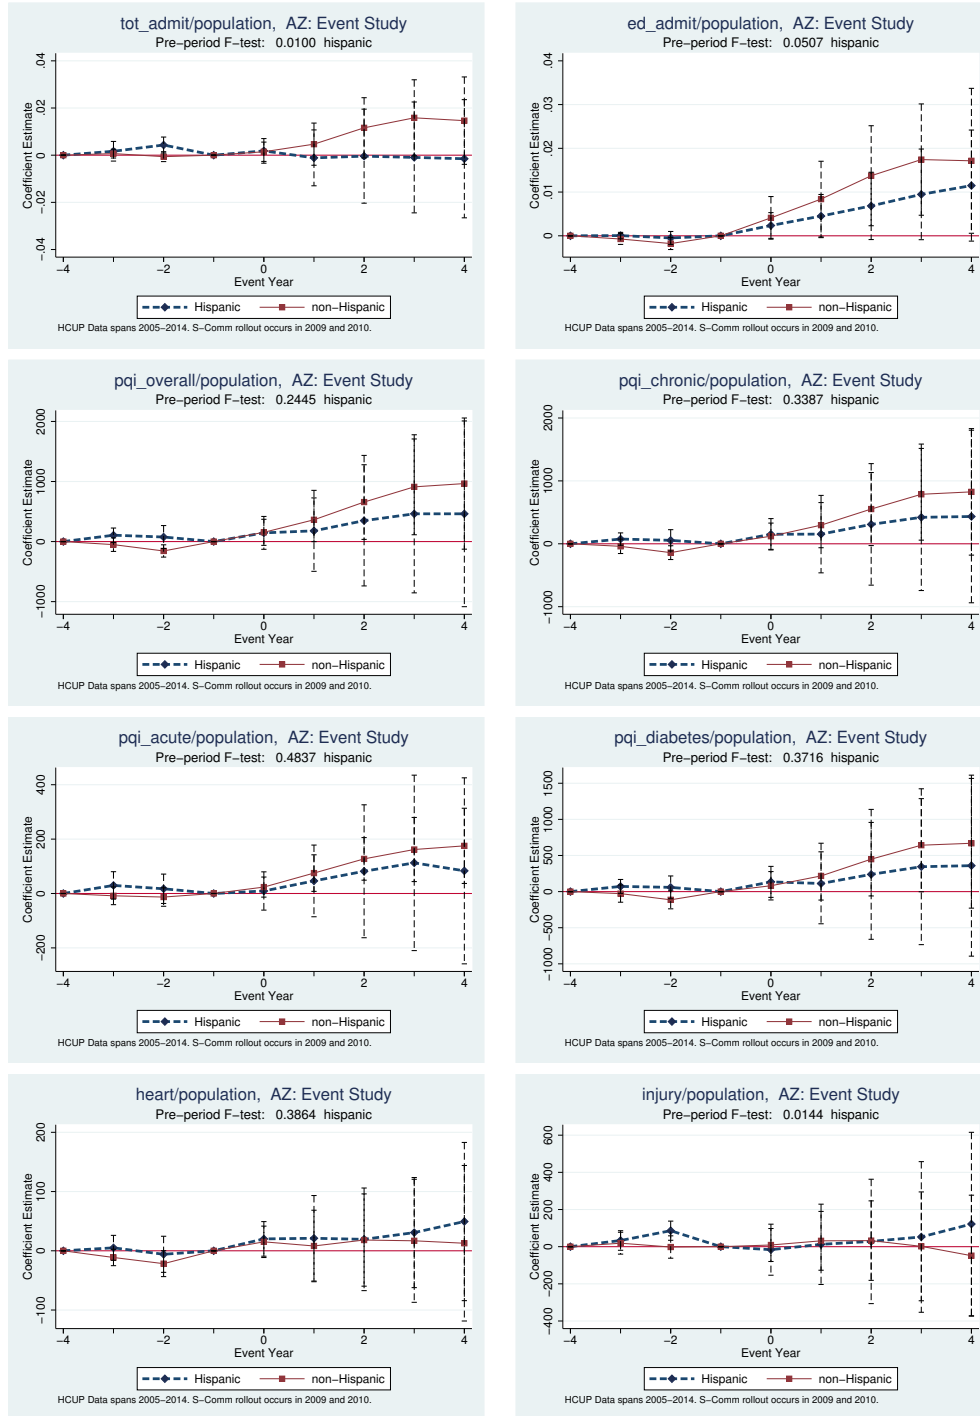 tot_admit/population, AZ: Event Study
Pre−period F−test: 0.0100 hispanic
Coefficient Estimate
.04
.02
0
−.02
−.04
−4
−2
0
2
4
Event Year
Hispanic
non−Hispanic
HCUP Data spans 2005−2014. S−Comm rollout occurs in 2009 and 2010.
ed_admit/population, AZ: Event Study
Pre−period F−test: 0.0507 hispanic
Coefficient Estimate
.04
.03
.02
.01
0
−4
−2
0
2
4
Event Year
Hispanic
non−Hispanic
HCUP Data spans 2005−2014. S−Comm rollout occurs in 2009 and 2010.
pqi_overall/population, AZ: Event Study
Pre−period F−test: 0.2445 hispanic
Coefficient Estimate
2000
1000
0
−1000
−4
−2
0
2
4
Event Year
Hispanic
non−Hispanic
HCUP Data spans 2005−2014. S−Comm rollout occurs in 2009 and 2010.
pqi_chronic/population, AZ: Event Study
Pre−period F−test: 0.3387 hispanic
Coefficient Estimate
2000
1000
0
−1000
−4
−2
0
2
4
Event Year
Hispanic
non−Hispanic
HCUP Data spans 2005−2014. S−Comm rollout occurs in 2009 and 2010.
pqi_acute/population, AZ: Event Study
Pre−period F−test: 0.4837 hispanic
Coefficient Estimate
400
200
0
−200
−4
−2
0
2
4
Event Year
Hispanic
non−Hispanic
HCUP Data spans 2005−2014. S−Comm rollout occurs in 2009 and 2010.
pqi_diabetes/population, AZ: Event Study
Pre−period F−test: 0.3716 hispanic
Coefficient Estimate
1500
1000
500
0
−500
−1000
−4
−2
0
2
4
Event Year
Hispanic
non−Hispanic
HCUP Data spans 2005−2014. S−Comm rollout occurs in 2009 and 2010.
heart/population, AZ: Event Study
Pre−period F−test: 0.3864 hispanic
Coefficient Estimate
200
100
0
−100
−4
−2
0
2
4
Event Year
Hispanic
non−Hispanic
HCUP Data spans 2005−2014. S−Comm rollout occurs in 2009 and 2010.
injury/population, AZ: Event Study
Pre−period F−test: 0.0144 hispanic
Coefficient Estimate
600
400
200
0
−200
−400
−4
−2
0
2
4
Event Year
Hispanic
non−Hispanic
HCUP Data spans 2005−2014. S−Comm rollout occurs in 2009 and 2010.